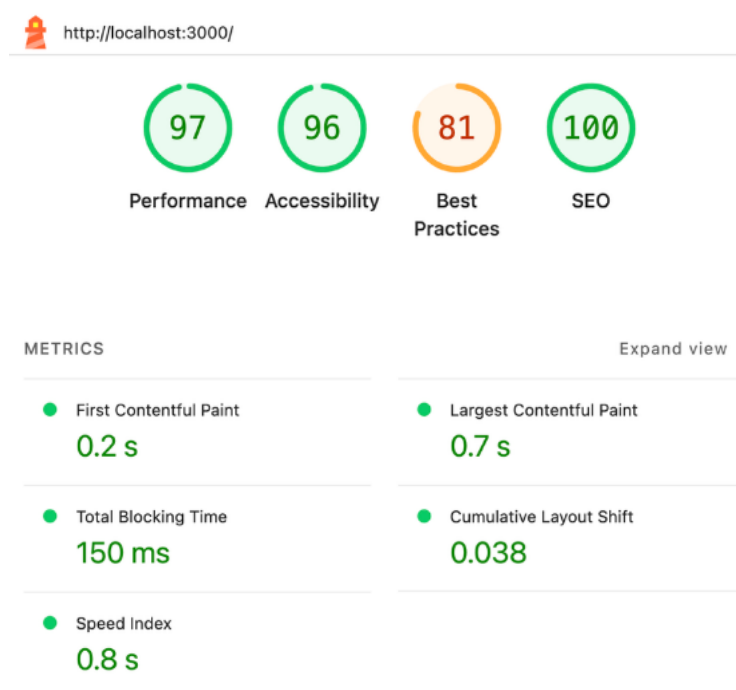 http://localhost:3000/
97
96
81
100
Performance
Accessibility
Best
Practices
SEO
METRICS
Expand view
First Contentful Paint
0.2 s
Largest Contentful Paint
0.7 s
Total Blocking Time
150 ms
Cumulative Layout Shift
0.038
Speed Index
0.8 s